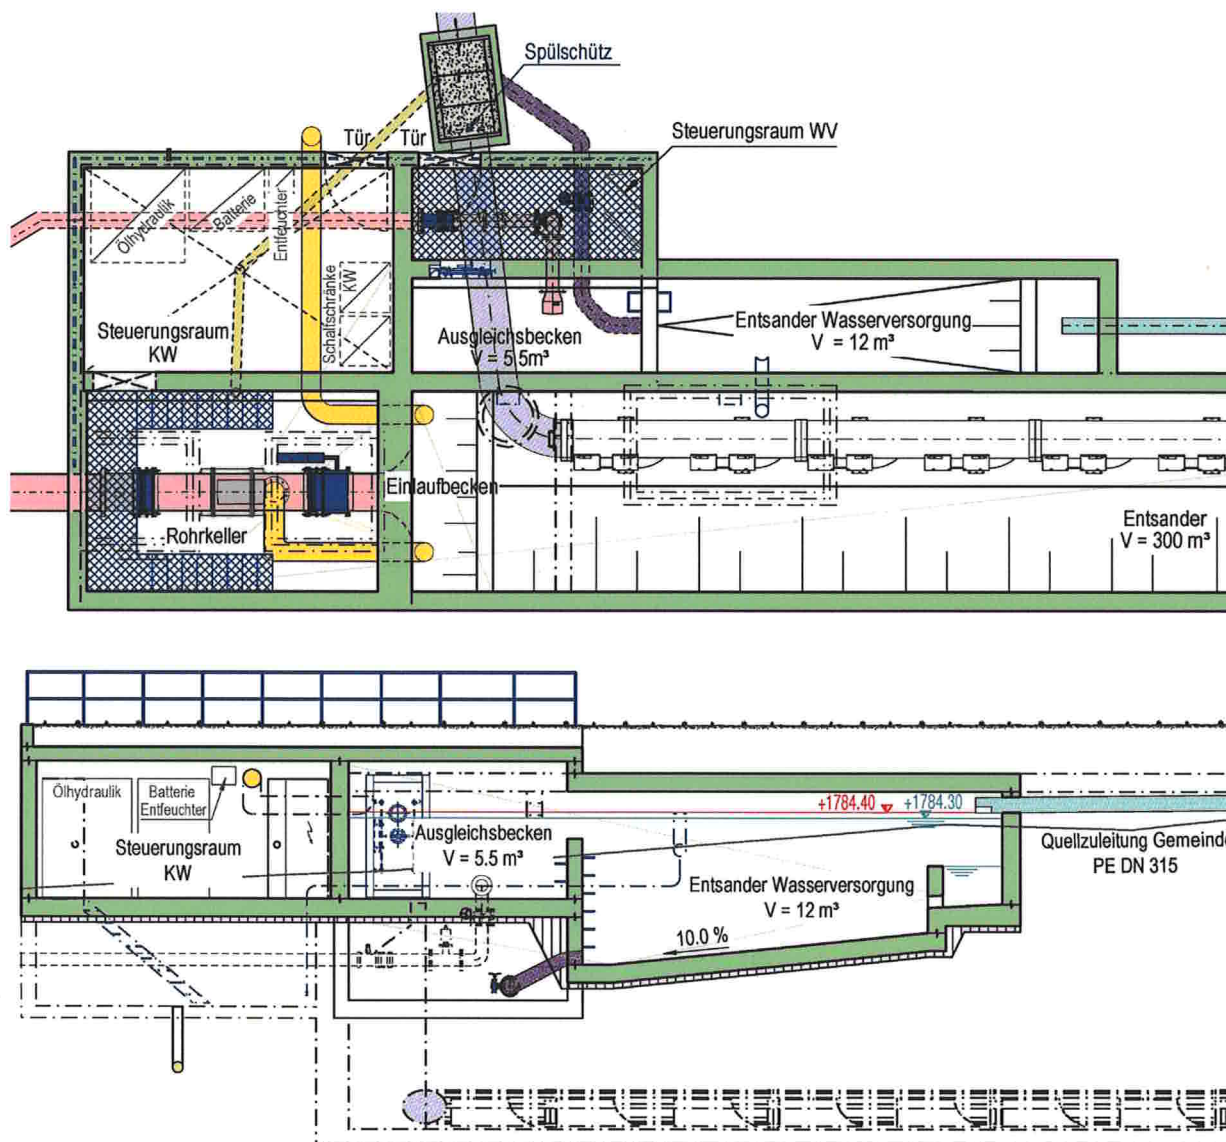 Spülschütz
Tür
Tür
Steuerungsraum WV
Ölhydraulik
Batterie
Entfeuchter
Schaltschränke
KW
Steuerungsraum
KW
Ausgleichsbecken
V = 5.5m³
Entsander Wasserversorgung
V = 12 m³
Einlaufbecken
Rohrkeller
Entsander
V = 300 m³
Ölhydraulik
Batterie
Entfeuchter
Steuerungsraum
KW
Ausgleichsbecken
V = 5.5 m³
+1784.40
+1784.30
Quellzuleitung Gemeinde
PE DN 315
Entsander Wasserversorgung
V = 12 m³
10.0 %